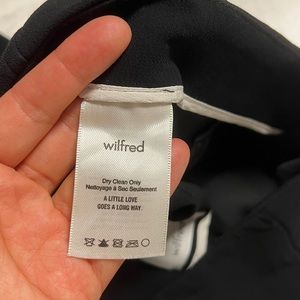 wilfred
Dry Clean Only
Nettoyage à Sec Seulement
A LITTLE LOVE
GOES A LONG WAY.